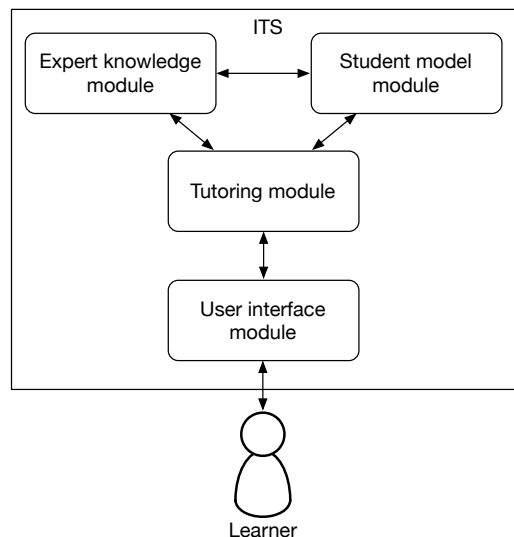 ITS
Expert knowledge
module
Student model
module
Tutoring module
User interface
module
Learner